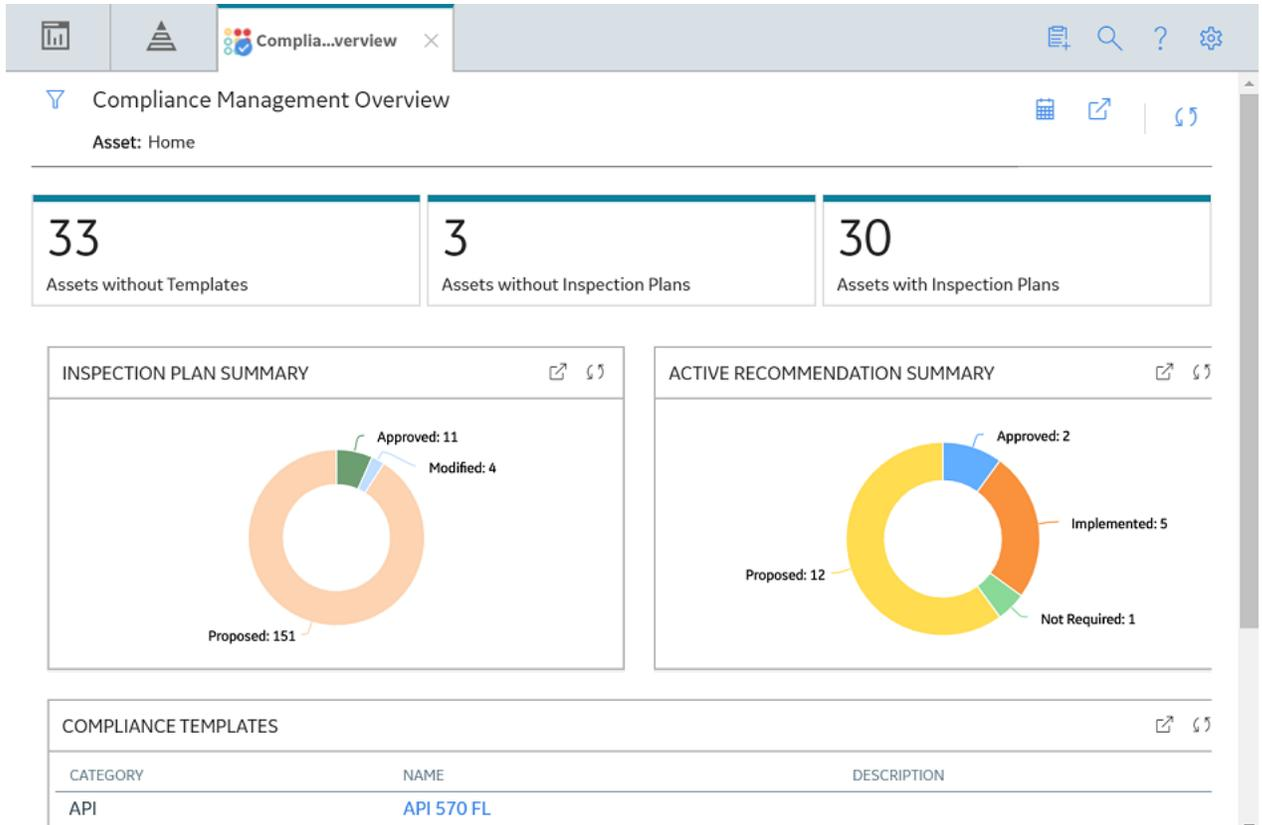 Complia...verview
Compliance Management Overview
Asset: Home
33
Assets without Templates
3
Assets without Inspection Plans
30
Assets with Inspection Plans
INSPECTION PLAN SUMMARY
Approved: 11
Modified: 4
Proposed: 151
ACTIVE RECOMMENDATION SUMMARY
Approved: 2
Implemented: 5
Proposed: 12
Not Required: 1
COMPLIANCE TEMPLATES
CATEGORY NAME DESCRIPTION
API API 570 FL